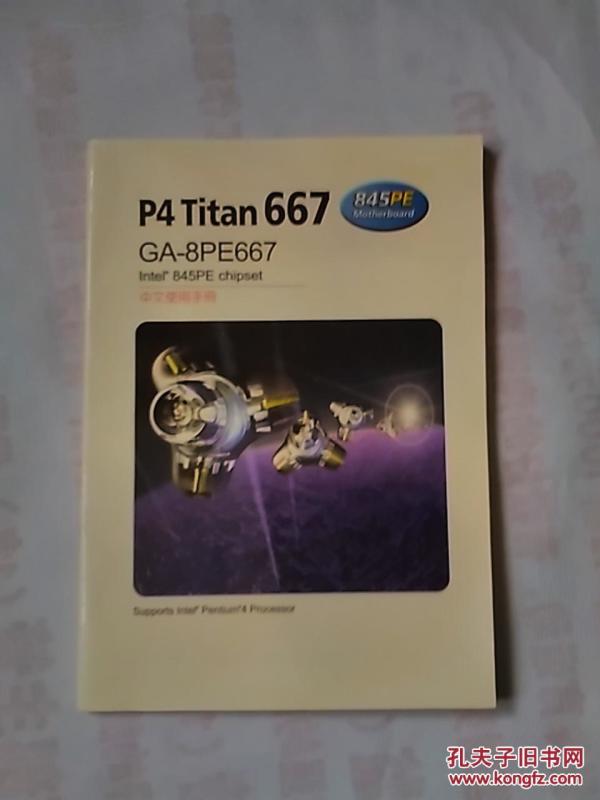 P4 Titan 667
845PE
Motherboard
GA-8PE667
Intel® 845PE chipset
中文使用手冊
Supports Intel® Pentium®4 Processor
孔夫子旧书网
www.kongfz.com